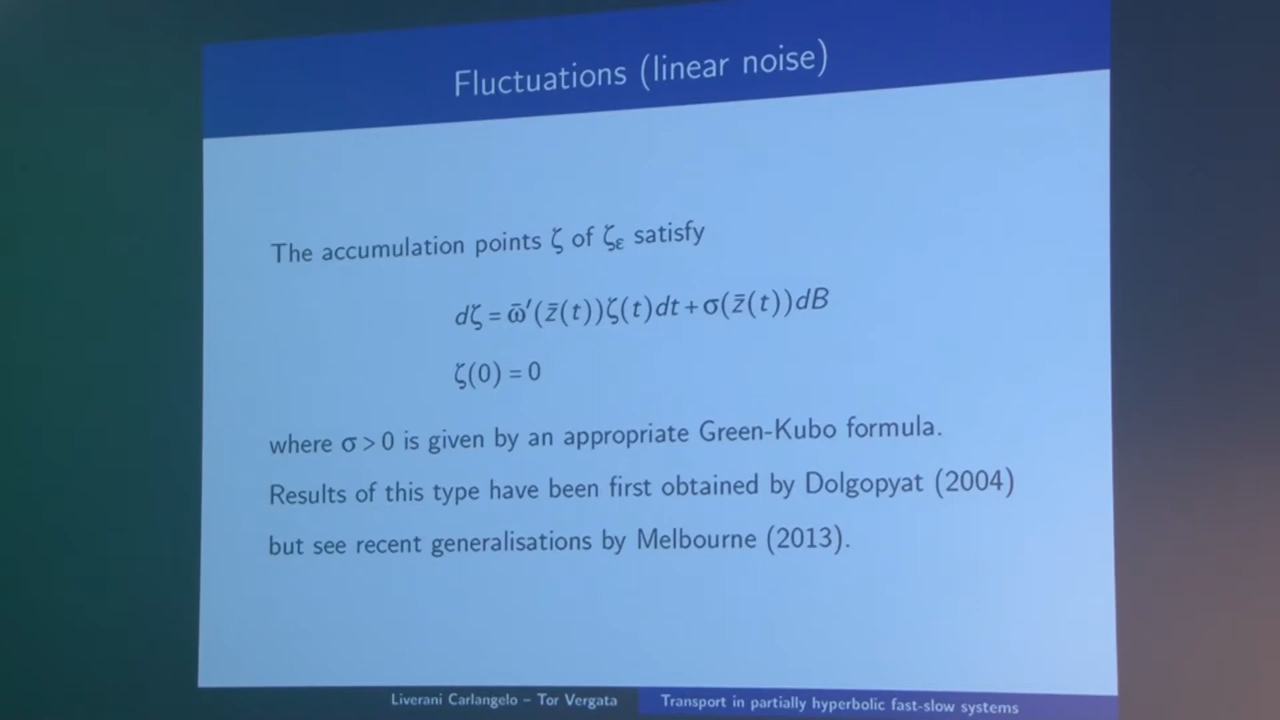 Fluctuations (linear noise)
The accumulation points ζ of ζε satisfy
dζ = ω̄′(z̄(t))ζ(t)dt + σ(z̄(t))dB
ζ(0) = 0
where σ > 0 is given by an appropriate Green-Kubo formula.
Results of this type have been first obtained by Dolgopyat (2004)
but see recent generalisations by Melbourne (2013).
Liverani Carlangelo – Tor Vergata
Transport in partially hyperbolic fast-slow systems